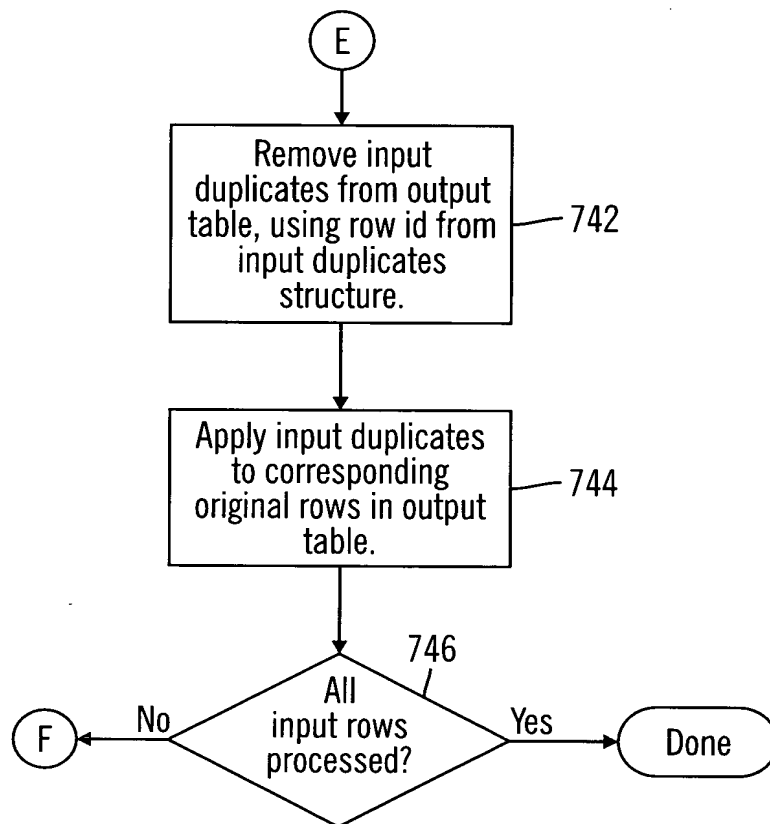 E
Remove input
duplicates from output
table, using row id from
input duplicates
structure.
742
Apply input duplicates
to corresponding
original rows in output
table.
744
746
All
input rows
processed?
No
F
Yes
Done